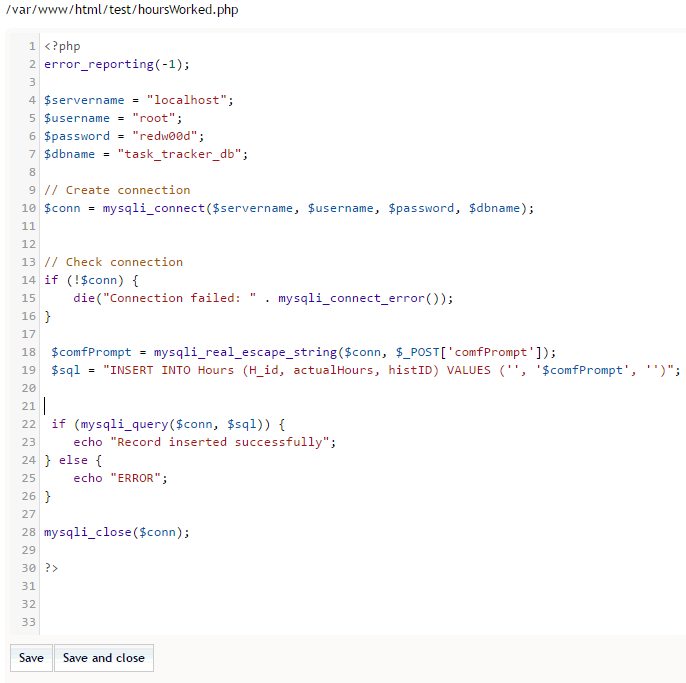 /var/www/html/test/hoursWorked.php
1 <?php
2 error_reporting(-1);
3
4 $servername = "localhost";
5 $username = "root";
6 $password = "redw00d";
7 $dbname = "task_tracker_db";
8
9 // Create connection
10 $conn = mysqli_connect($servername, $username, $password, $dbname);
11
12
13 // Check connection
14 if (!$conn) {
15     die("Connection failed: " . mysqli_connect_error());
16 }
17
18  $comfPrompt = mysqli_real_escape_string($conn, $_POST['comfPrompt']);
19  $sql = "INSERT INTO Hours (H_id, actualHours, histID) VALUES ('', '$comfPrompt', '')";
20
21
22  if (mysqli_query($conn, $sql)) {
23     echo "Record inserted successfully";
24 } else {
25     echo "ERROR";
26 }
27
28 mysqli_close($conn);
29
30 ?>
31
32
33
Save Save and close